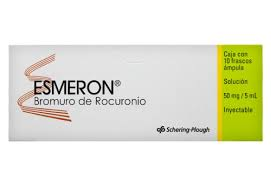 ESMERON®
Bromuro de Rocuronio
Caja con
10 frascos
ámpula
Solución
50 mg / 5 mL
Inyectable
Schering-Plough